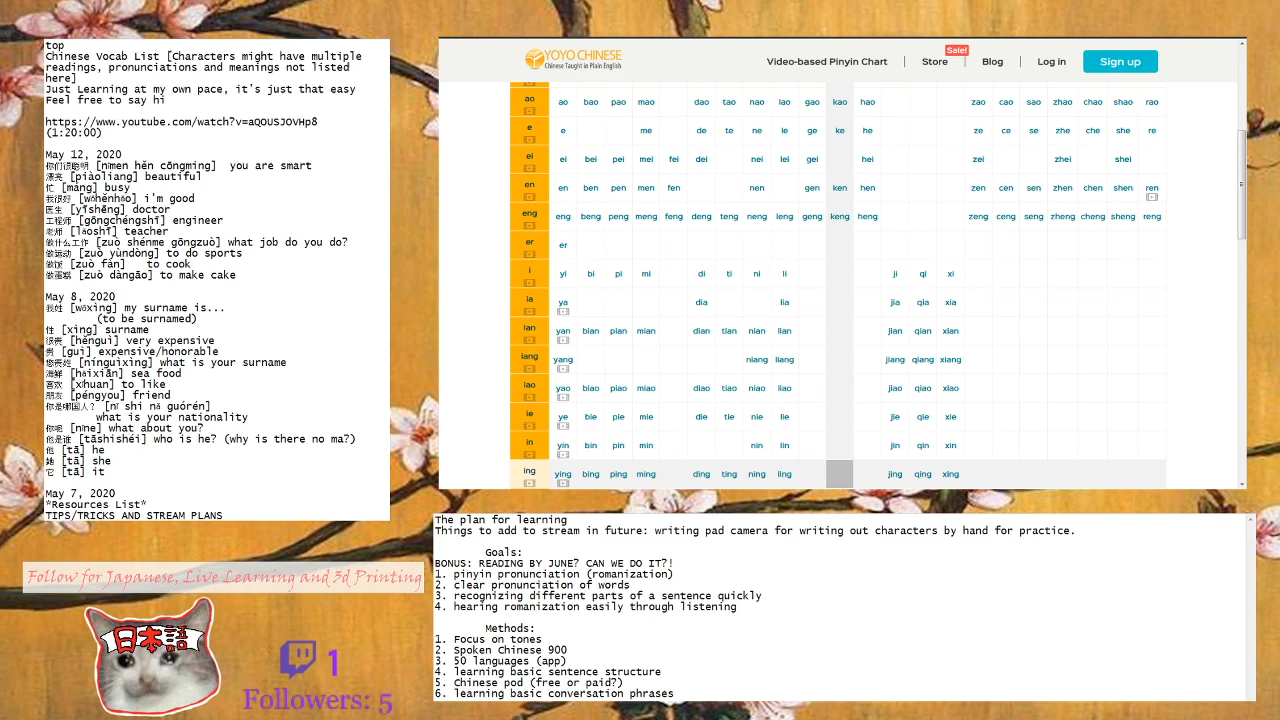 top
Chinese Vocab List [Characters might have multiple
readings, pronunciations and meanings not listed
here]
Just Learning at my own pace, it's just that easy
Feel free to say hi
https://www.youtube.com/watch?v=aQOUSJOVHp8
(1:20:00)
May 12, 2020
你们很聪明 [nmen hěn cōngming] you are smart
漂亮 [piàoliang] beautiful
忙 [máng] busy
我很好 [wǒhěnhǎo] i'm good
医生 [yīshēng] doctor
工程师 [gōngchéngshī] engineer
老师 [lǎoshī] teacher
做什么工作 [zuò shénme gōngzuò] what job do you do?
做运动 [zuò yùndòng] to do sports
做饭 [zuò fàn] to cook
做蛋糕 [zuò dàngāo] to make cake
May 8, 2020
我姓 [wǒxìng] my surname is...
(to be surnamed)
性 [xìng] surname
很贵 [hěnguì] very expensive
贵 [guì] expensive/honorable
您贵姓 [nínguìxìng] what is your surname
海鲜 [hǎixiān] sea food
喜欢 [xǐhuan] to like
朋友 [péngyou] friend
你是哪国人? [nǐ shì nǎ guórén]
what is your nationality
你呢 [nǐne] what about you?
他是谁 [tāshìshéi] who is he? (why is there no ma?)
他 [tā] he
她 [tā] she
它 [tā] it
May 7, 2020
*Resources List*
TIPS/TRICKS AND STREAM PLANS
YOYO CHINESE
Chinese Taught in Plain English
Video-based Pinyin Chart Store Sale! Blog Log in Sign up
ao ao bao pao mao dao tao nao lao gao kao hao zao cao sao zhao chao shao rao
e e me de te ne le ge ke he ze ce se zhe che she re
ei ei bei pei mei fei dei nei lei gei hei zei zhei shei
en en ben pen men fen nen gen ken hen zen cen sen zhen chen shen ren
eng eng beng peng meng feng deng teng neng leng geng keng heng zeng ceng seng zheng cheng sheng reng
er er
i yi bi pi mi di ti ni li ji qi xi
ia ya dia lia jia qia xia
ian yan bian pian mian dian tian nian lian jian qian xian
iang yang niang liang jiang qiang xiang
iao yao biao piao miao diao tiao niao liao jiao qiao xiao
ie ye bie pie mie die tie nie lie jie qie xie
in yin bin pin min nin lin jin qin xin
ing ying bing ping ming ding ting ning ling jing qing xing
The plan for learning
Things to add to stream in future: writing pad camera for writing out characters by hand for practice.
Goals:
BONUS: READING BY JUNE? CAN WE DO IT?!
1. pinyin pronunciation (romanization)
2. clear pronunciation of words
3. recognizing different parts of a sentence quickly
4. hearing romanization easily through listening
Methods:
1. Focus on tones
2. Spoken Chinese 900
3. 50 languages (app)
4. learning basic sentence structure
5. Chinese pod (free or paid?)
6. learning basic conversation phrases
Follow for Japanese, Live Learning and 3d Printing
日本語
1
Followers: 5